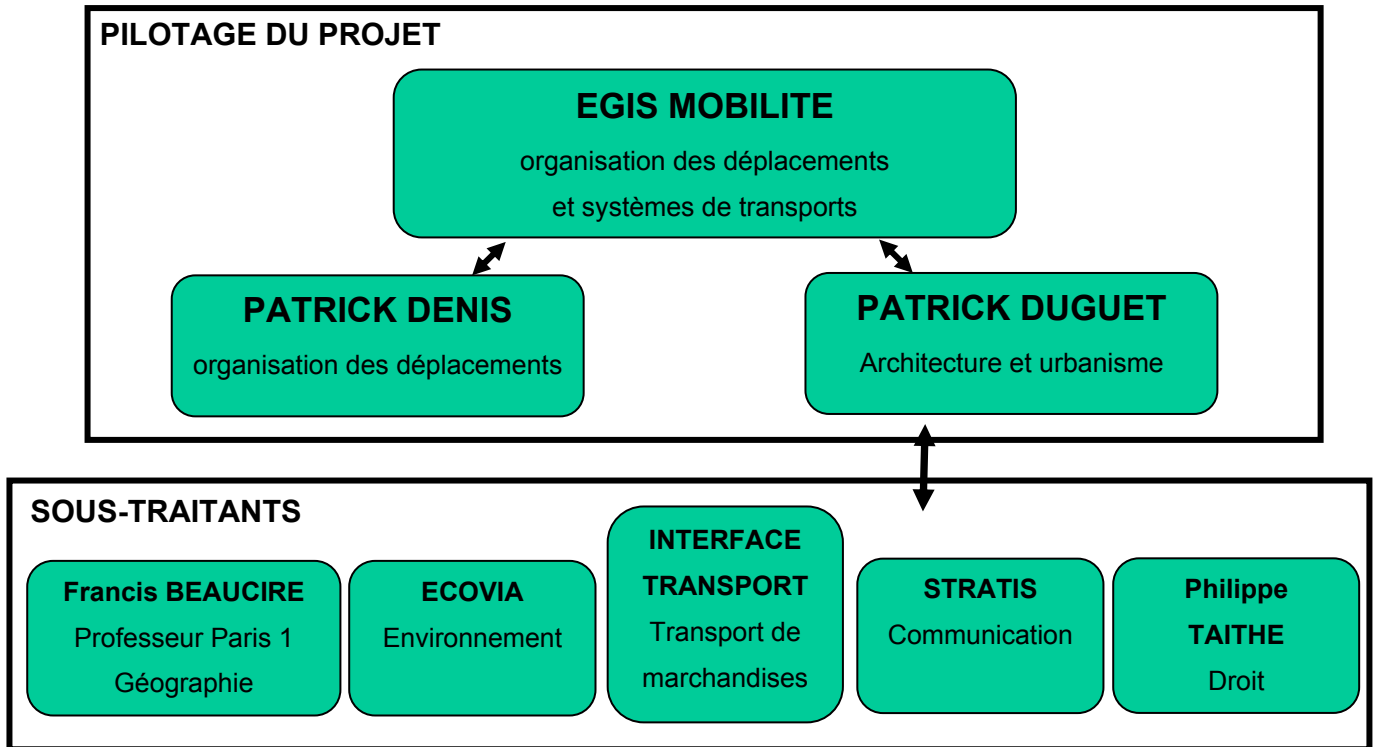 PILOTAGE DU PROJET
EGIS MOBILITE
organisation des déplacements
et systèmes de transports
PATRICK DENIS
organisation des déplacements
PATRICK DUGUET
Architecture et urbanisme
SOUS-TRAITANTS
Francis BEAUCIRE
Professeur Paris 1
Géographie
ECOVIA
Environnement
INTERFACE
TRANSPORT
Transport de
marchandises
STRATIS
Communication
Philippe
TAITHE
Droit